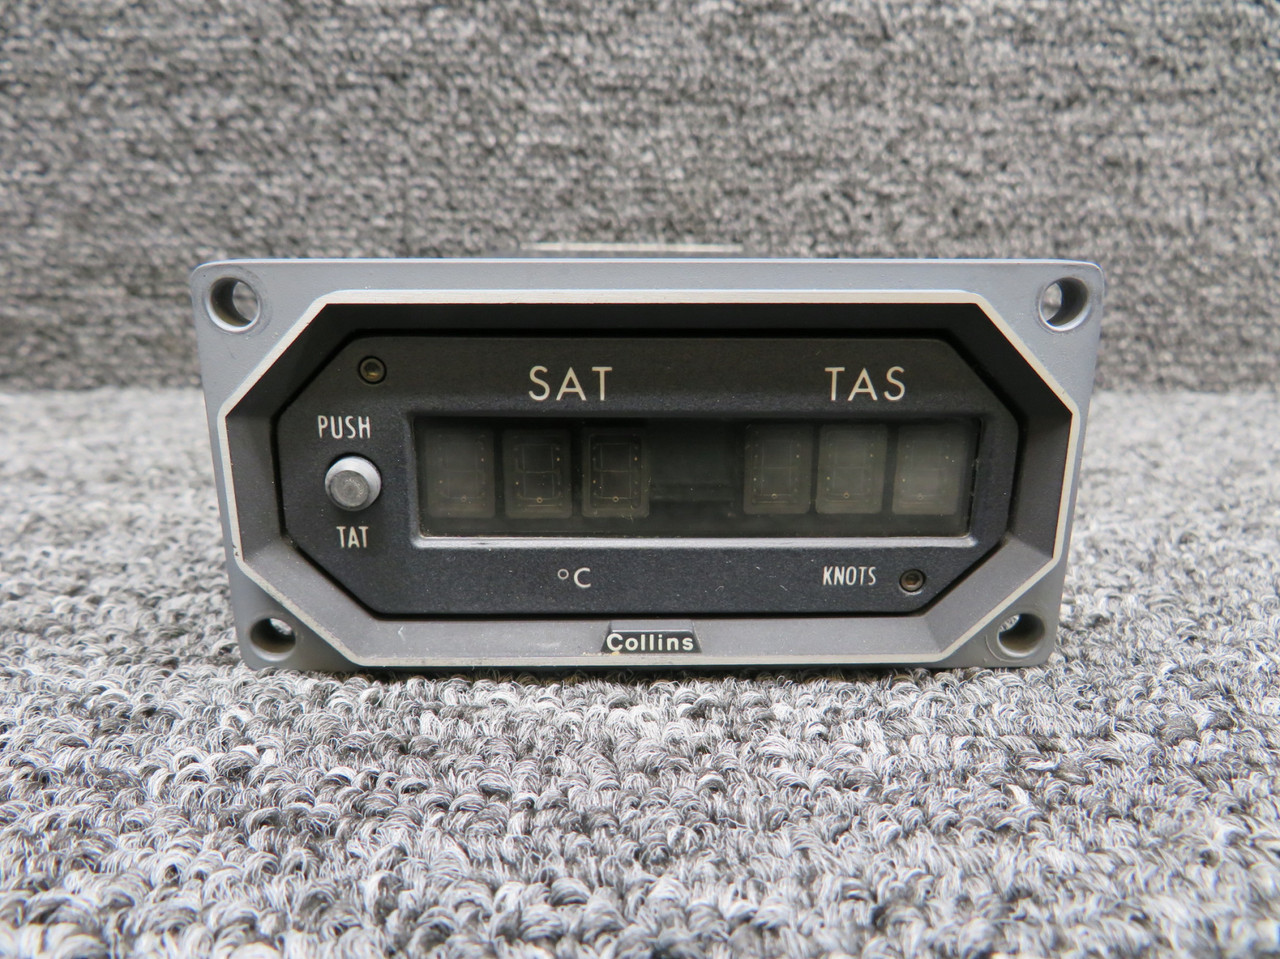 SAT
TAS
PUSH
TAT
°C
KNOTS
Collins